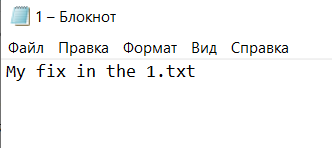 1 – Блокнот
Файл Правка Формат Вид Справка
My fix in the 1.txt